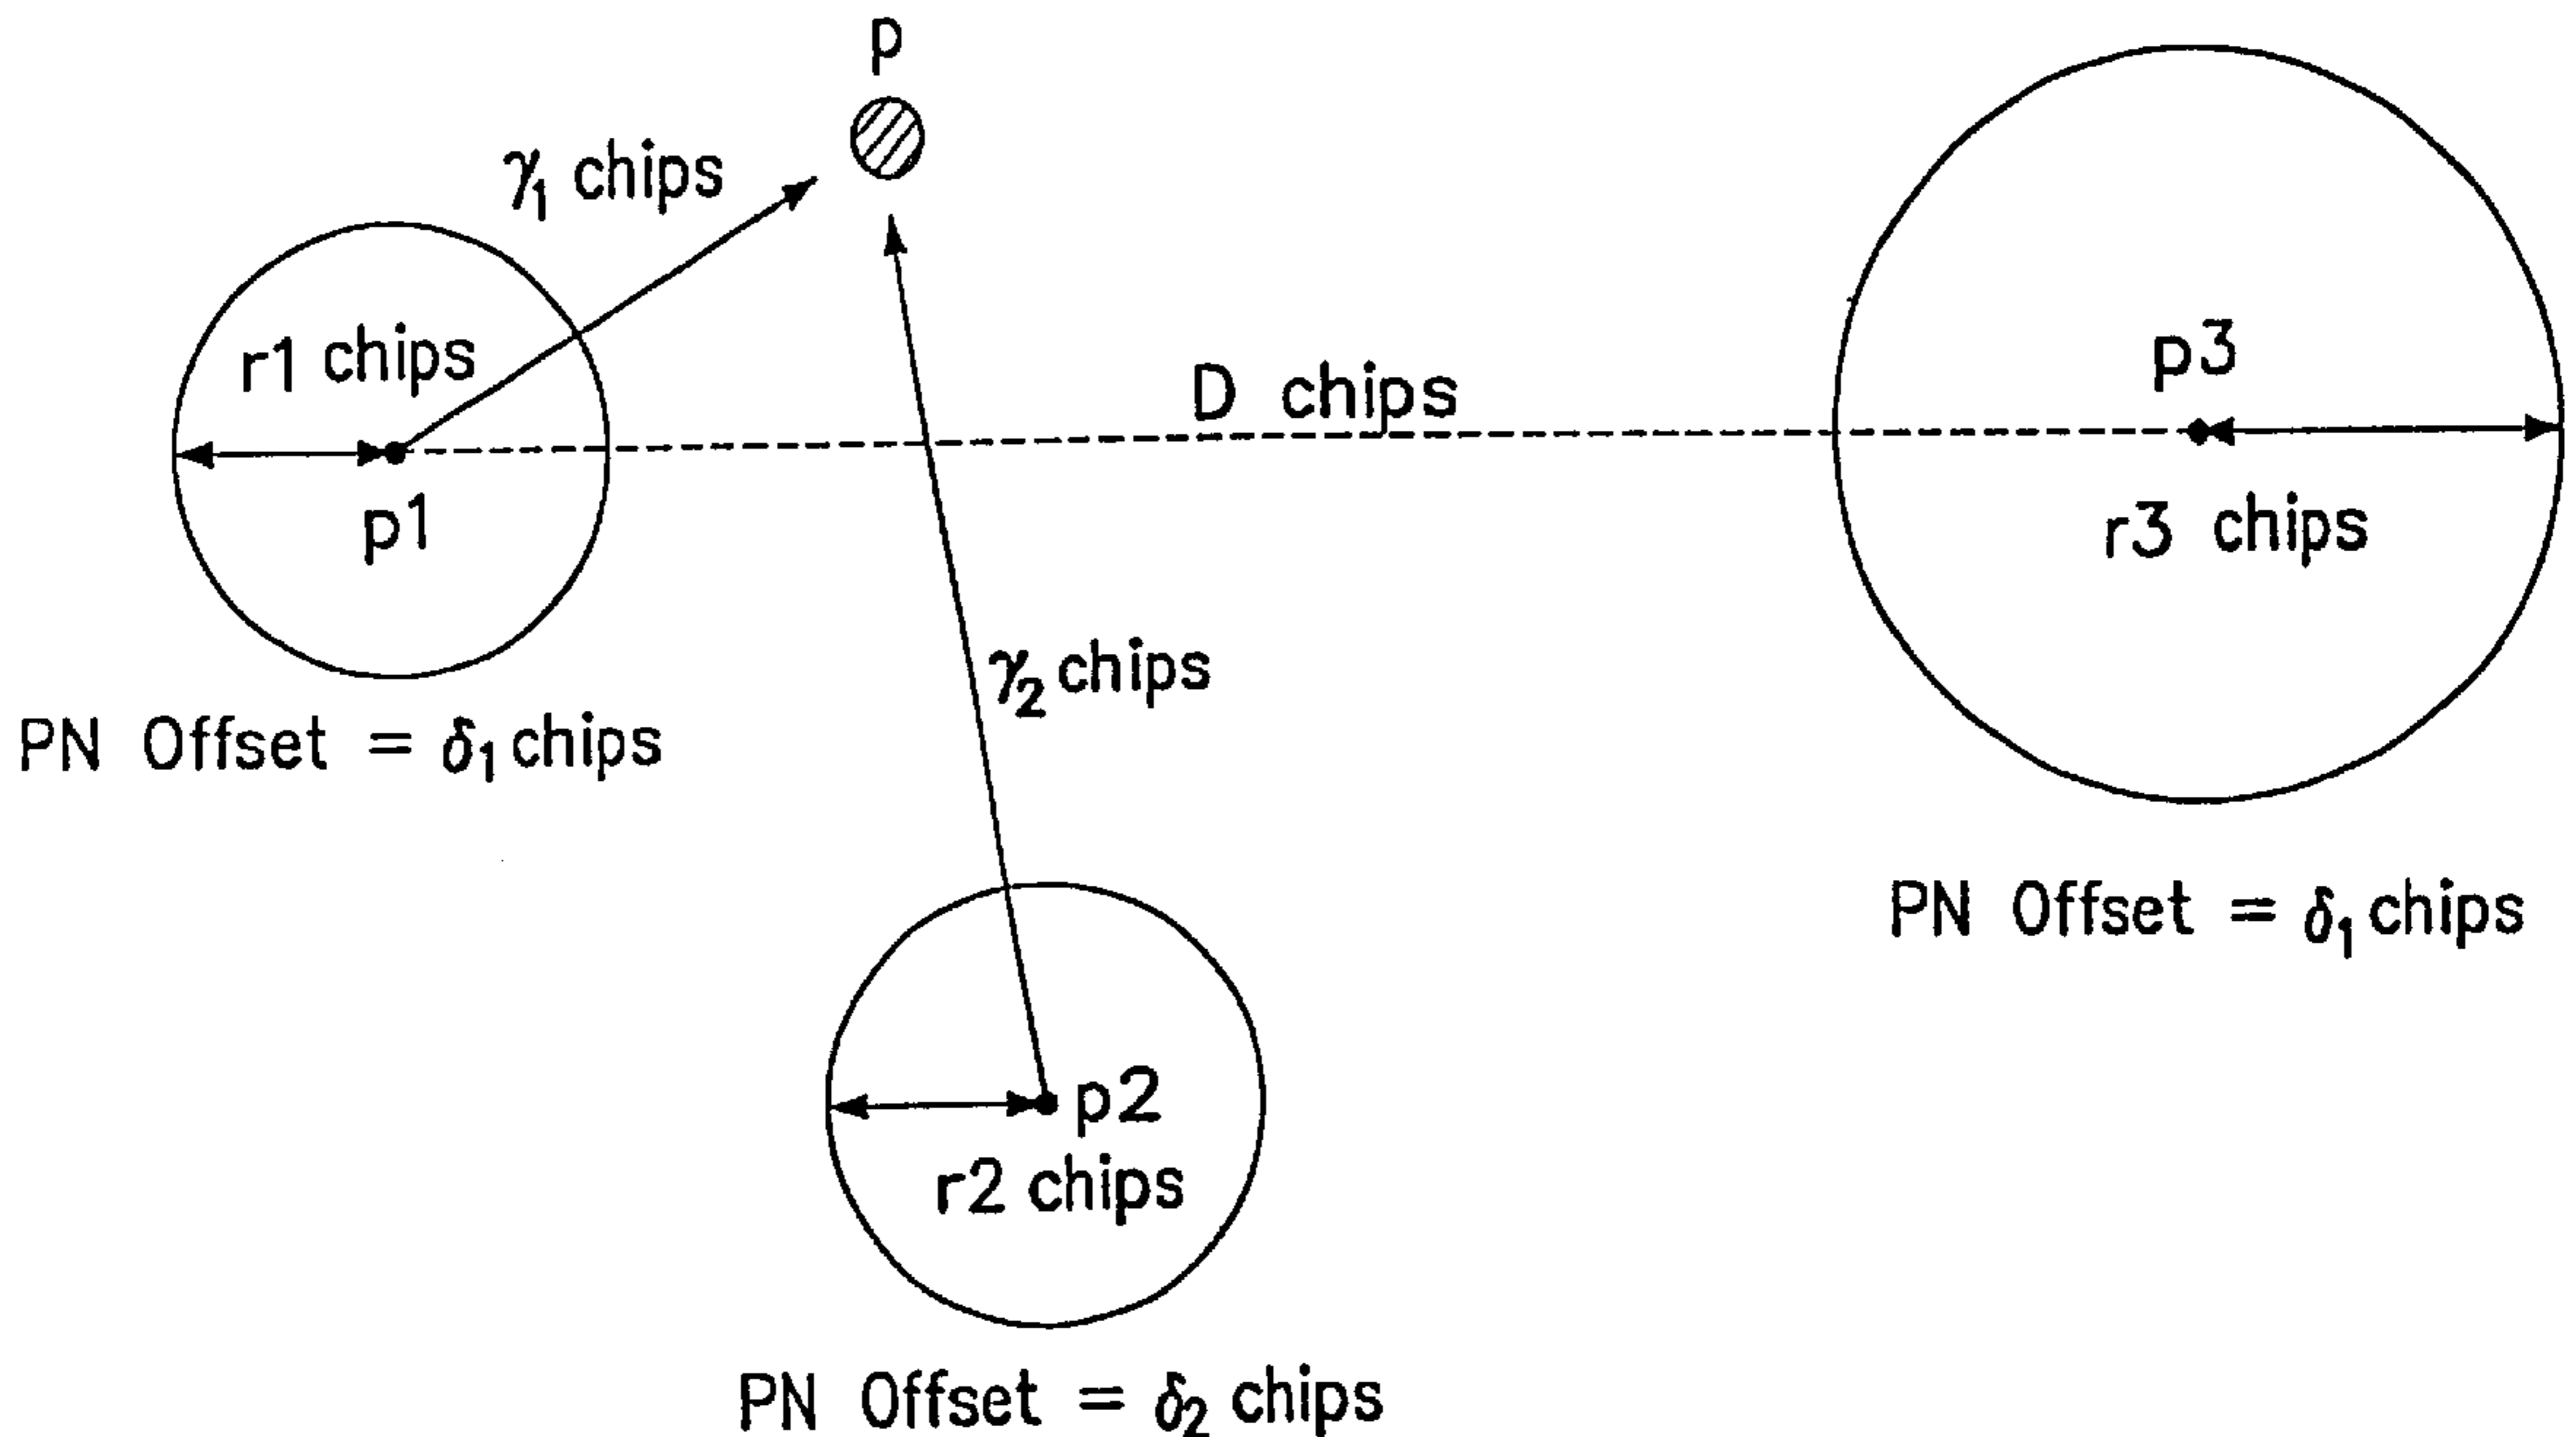 p
γ₁ chips
r1 chips
p1
D chips
p3
r3 chips
γ₂ chips
PN Offset = δ₁ chips
PN Offset = δ₁ chips
p2
r2 chips
PN Offset = δ₂ chips